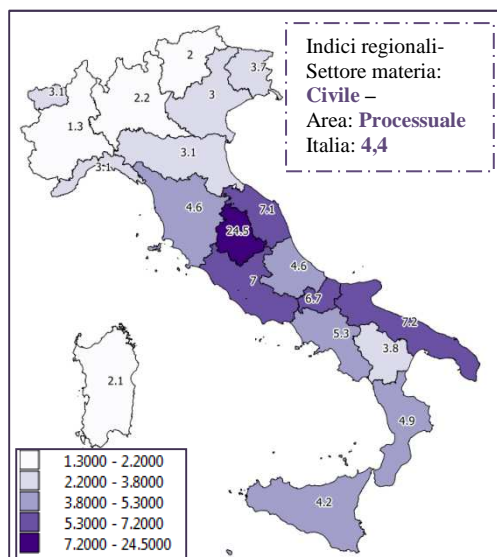 Indici regionali-
Settore materia:
Civile –
Area: Processuale
Italia: 4,4
2
3.7
3.1
2.2
3
1.3
3.1
3.1
4.6
7.1
24.5
4.6
7
6.7
7.2
5.3
3.8
2.1
4.9
4.2
1.3000 - 2.2000
2.2000 - 3.8000
3.8000 - 5.3000
5.3000 - 7.2000
7.2000 - 24.5000